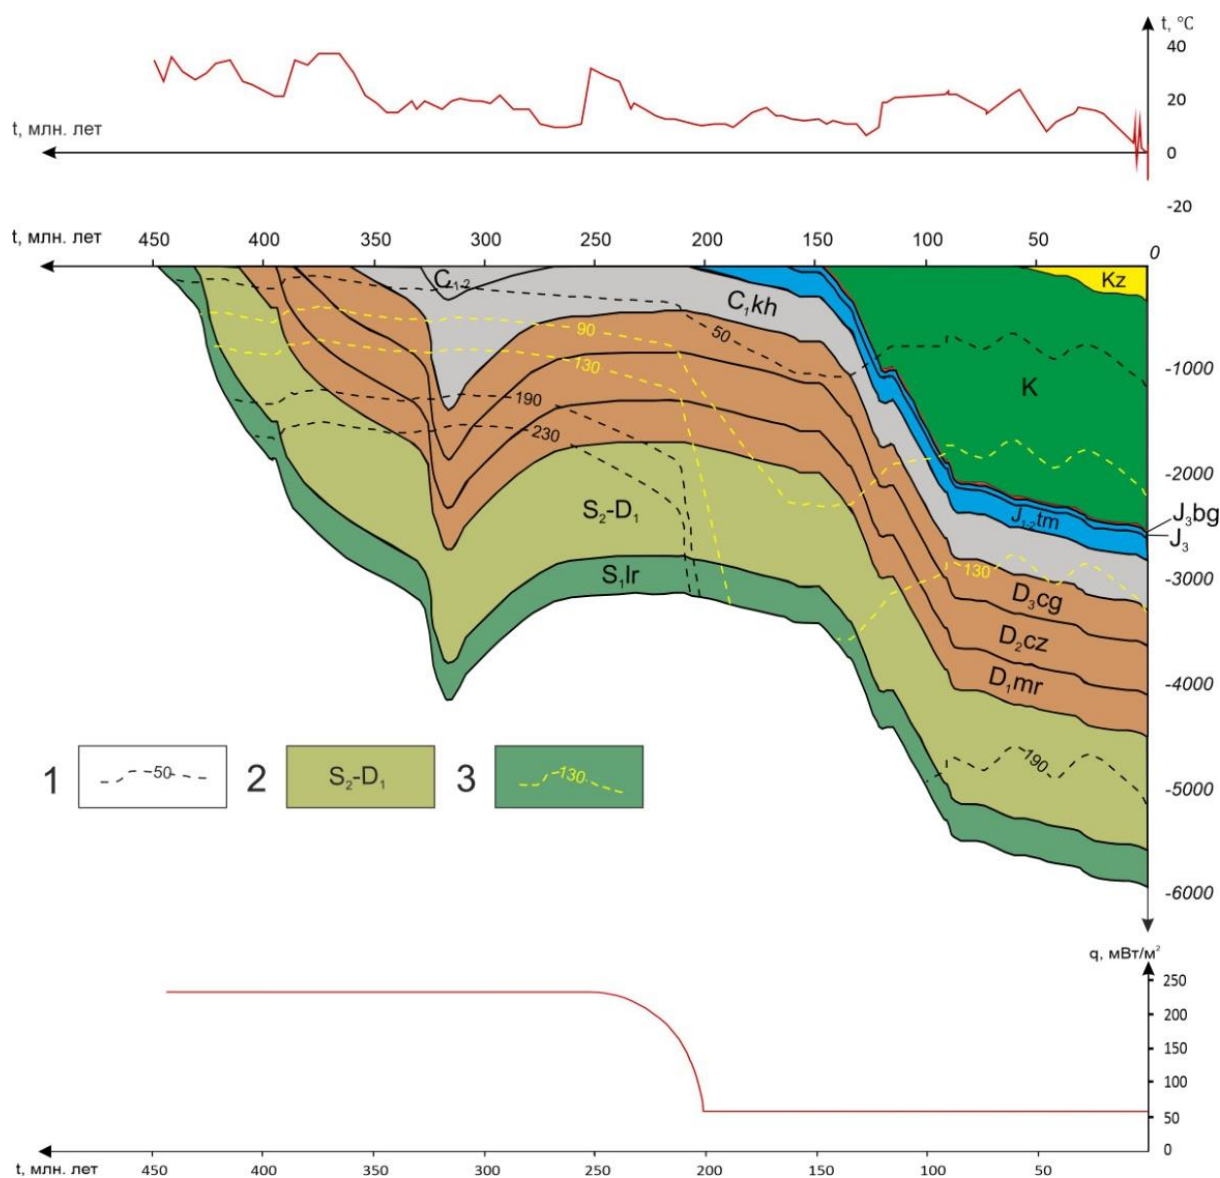 t, °C
40
20
t, млн. лет
0
-20
t, млн. лет 450 400 350 300 250 200 150 100 50 0
Kz
C₁₋₂
C₁kh
50
90
130
-1000
K
190
230
-2000
S₂-D₁
J₁₋₂tm
J₃bg
J₃
S₁lr
130
-3000
D₃cg
D₂cz
D₁mr
-4000
1 50 2 S₂-D₁ 3 130
190
-5000
-6000
q, мВт/м²
250
200
150
100
50
0
t, млн. лет 450 400 350 300 250 200 150 100 50